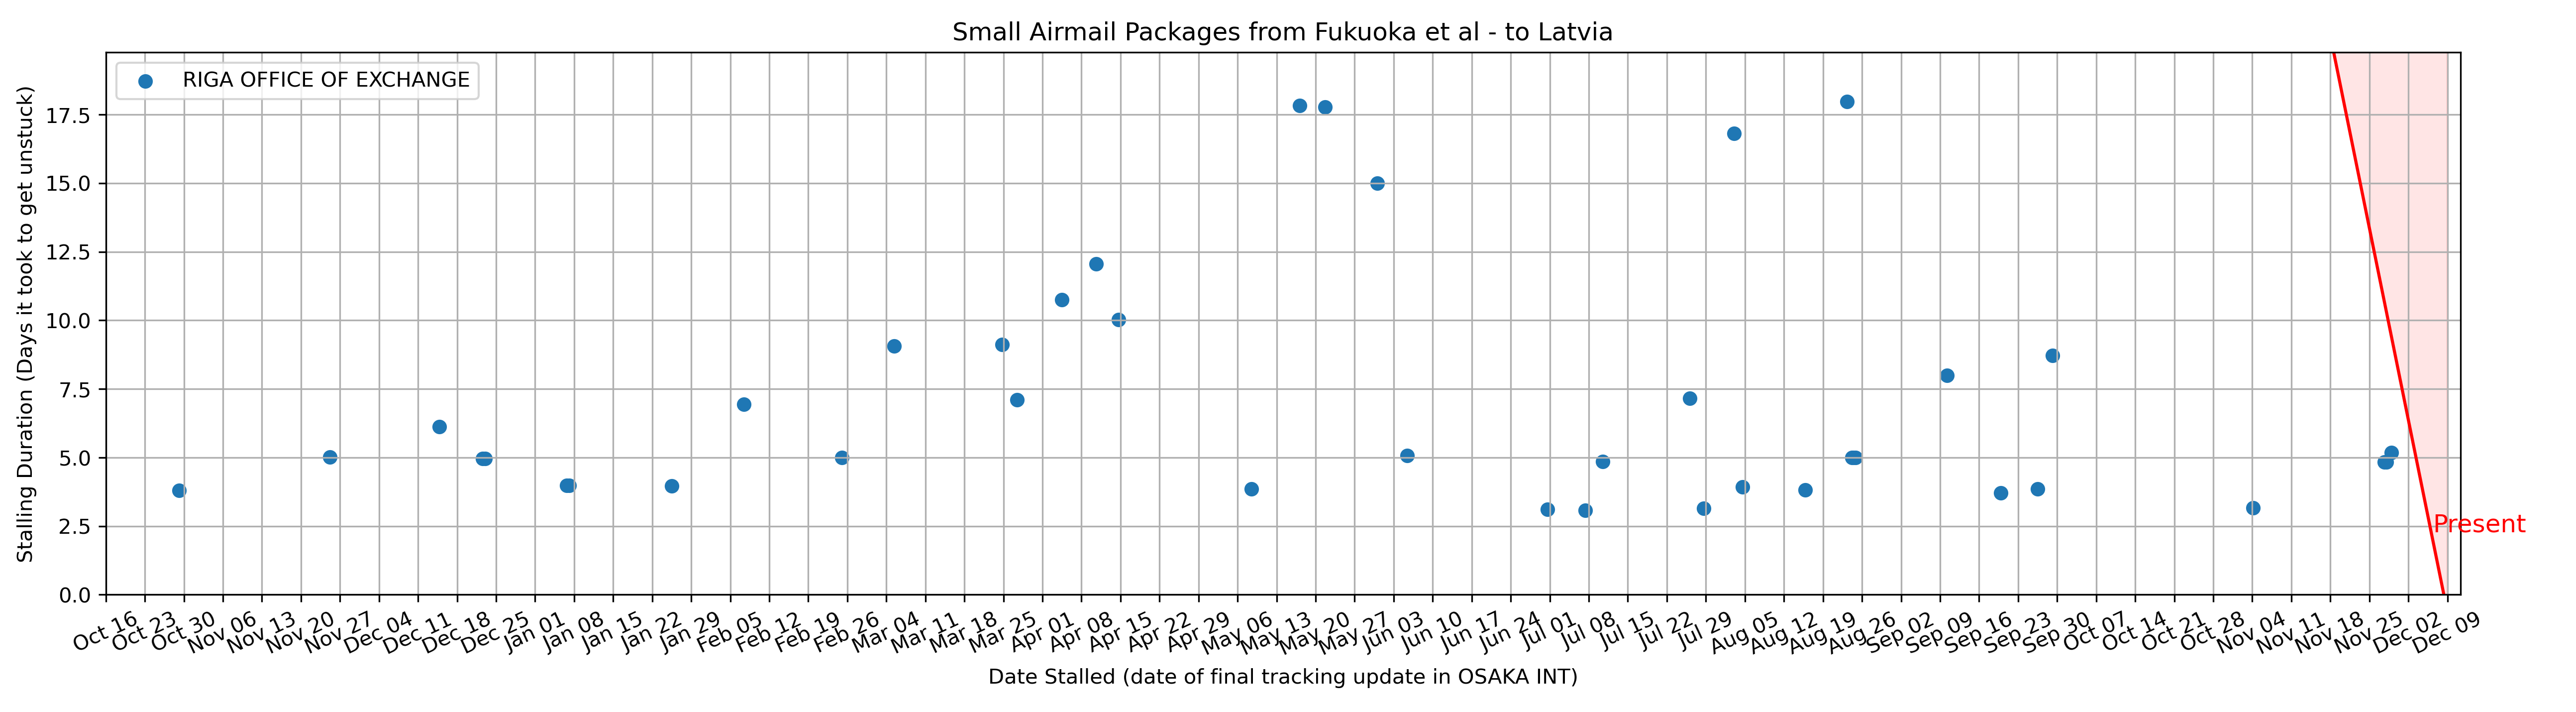 Small Airmail Packages from Fukuoka et al - to Latvia
RIGA OFFICE OF EXCHANGE
Stalling Duration (Days it took to get unstuck)
17.5
15.0
12.5
10.0
7.5
5.0
2.5
0.0
Present
Oct 16
Oct 23
Oct 30
Nov 06
Nov 13
Nov 20
Nov 27
Dec 04
Dec 11
Dec 18
Dec 25
Jan 01
Jan 08
Jan 15
Jan 22
Jan 29
Feb 05
Feb 12
Feb 19
Feb 26
Mar 04
Mar 11
Mar 18
Mar 25
Apr 01
Apr 08
Apr 15
Apr 22
Apr 29
May 06
May 13
May 20
May 27
Jun 03
Jun 10
Jun 17
Jun 24
Jul 01
Jul 08
Jul 15
Jul 22
Jul 29
Aug 05
Aug 12
Aug 19
Aug 26
Sep 02
Sep 09
Sep 16
Sep 23
Sep 30
Oct 07
Oct 14
Oct 21
Oct 28
Nov 04
Nov 11
Nov 18
Nov 25
Dec 02
Dec 09
Date Stalled (date of final tracking update in OSAKA INT)